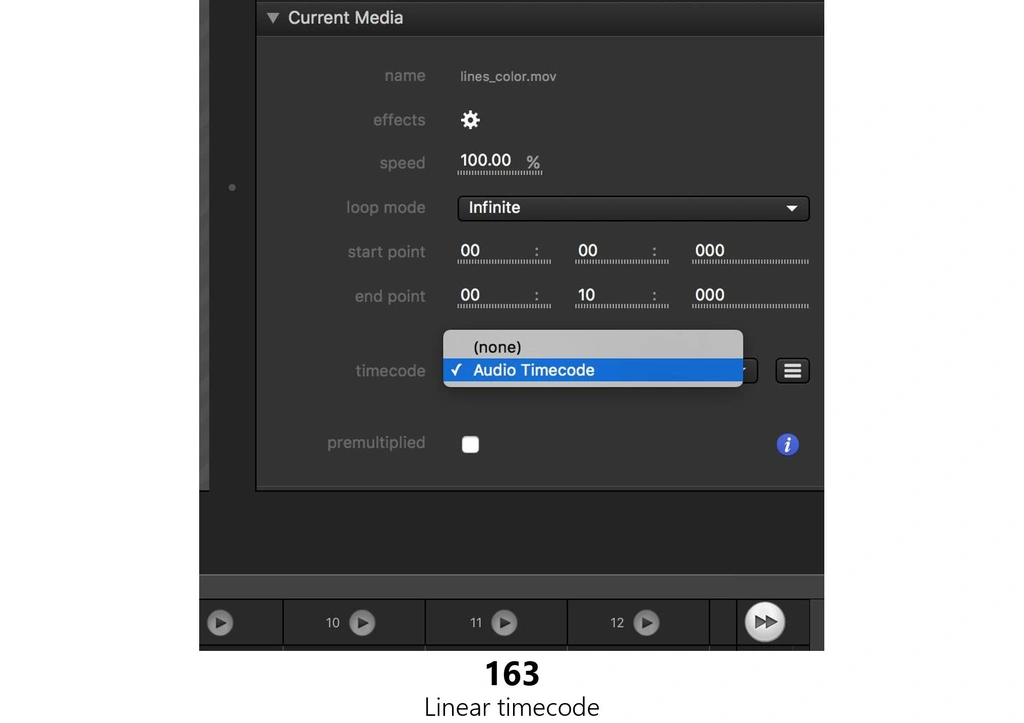 Current Media
name lines_color.mov
effects
speed 100.00 %
loop mode Infinite
start point 00 : 00 : 000
end point 00 : 10 : 000
(none)
timecode ✓ Audio Timecode
premultiplied i
10 11 12
163
Linear timecode